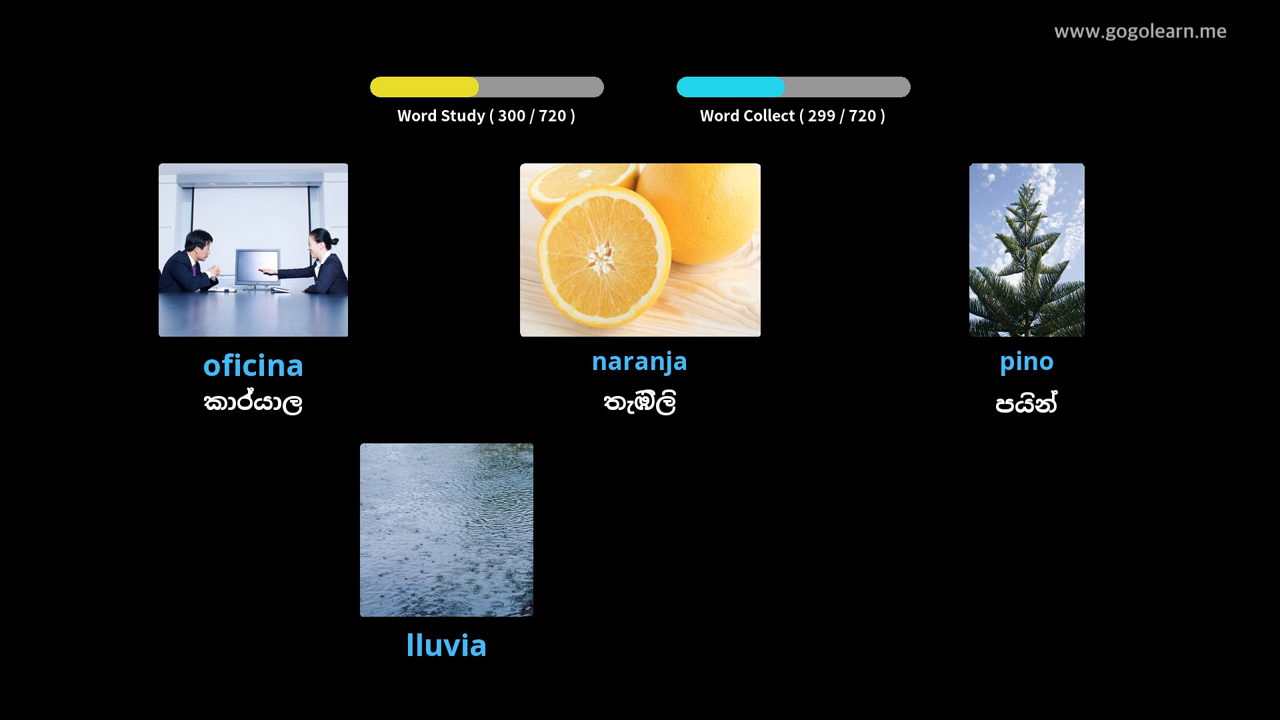 www.gogolearn.me
Word Study ( 300 / 720 )
Word Collect ( 299 / 720 )
oficina
කාර්යාල
naranja
තැඹිලි
pino
පයින්
lluvia